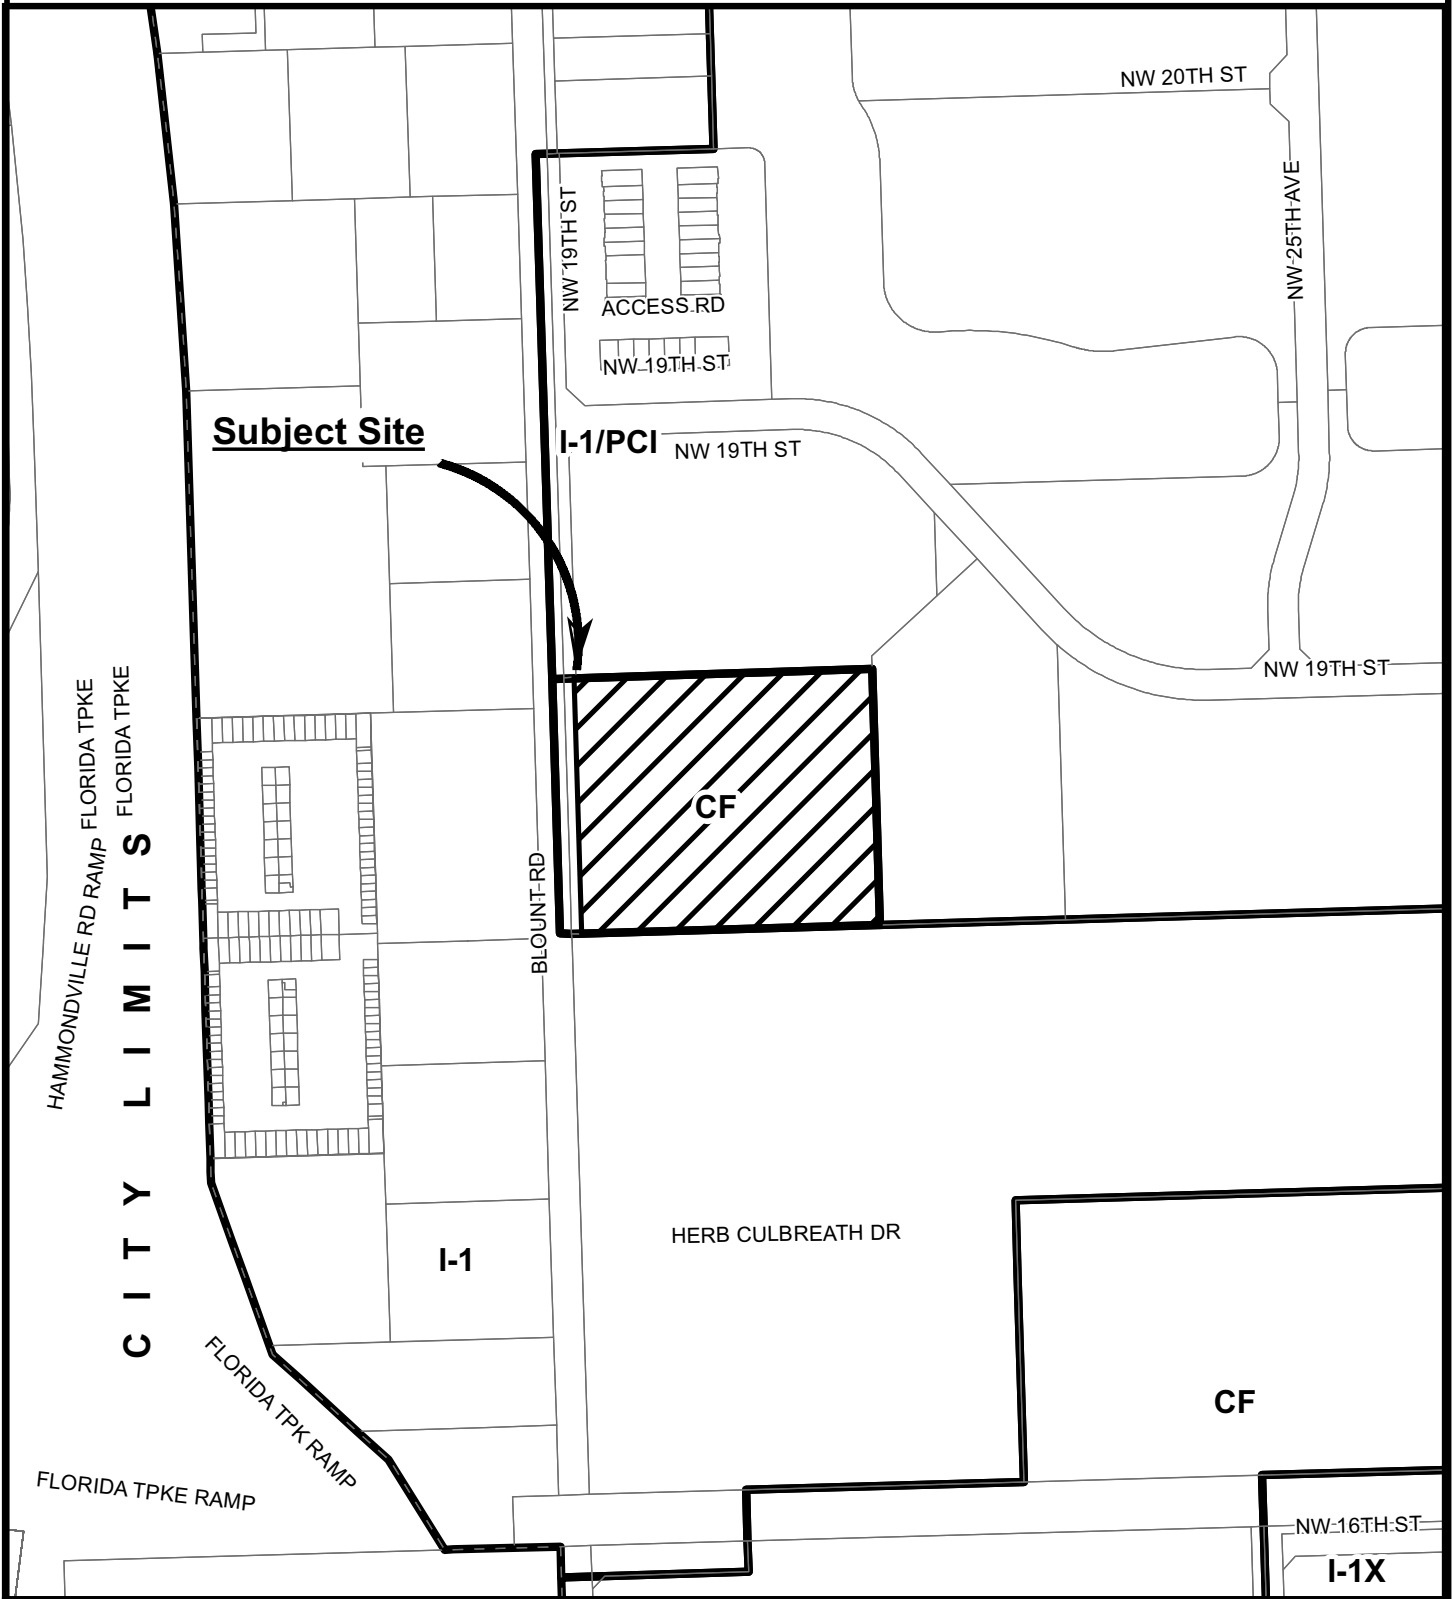 NW 20TH ST
NW 25TH AVE
NW 19TH ST
ACCESS RD
NW 19TH ST
Subject Site
I-1/PCI
NW 19TH ST
NW 19TH ST
FLORIDA TPKE
FLORIDA TPKE
CF
HAMMONDVILLE RD RAMP
CITY LIMITS
BLOUNT RD
HERB CULBREATH DR
I-1
FLORIDA TPK RAMP
CF
FLORIDA TPKE RAMP
NW 16TH ST
I-1X